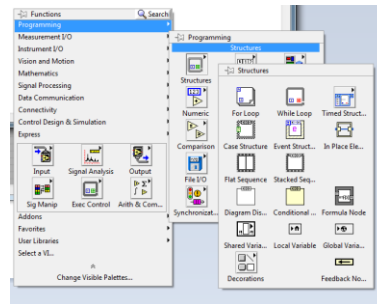 Functions
Search
Programming
Measurement I/O
Instrument I/O
Vision and Motion
Mathematics
Signal Processing
Data Communication
Connectivity
Control Design & Simulation
Express
Input
Signal Analysis
Output
Sig Manip
Exec Control
Arith & Com...
Addons
Favorites
User Libraries
Select a VI...
Change Visible Palettes...
Programming
Structures
Structures
Numeric
Comparison
File I/O
Synchronizat...
Structures
For Loop
While Loop
Timed Struct...
Case Structure
Event Struct...
In Place Ele...
Flat Sequence
Stacked Seq...
Diagram Dis...
Conditional ...
Formula Node
Shared Varia...
Local Variable
Global Varia...
Decorations
Feedback No...